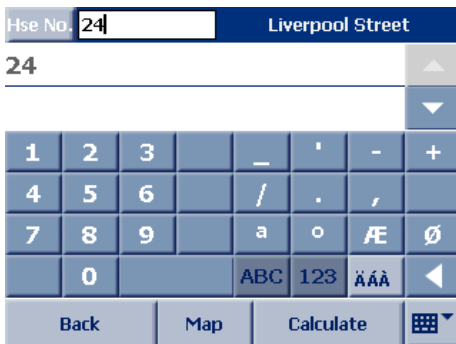 Hse No. 24 Liverpool Street
24
1 2 3 _ ' - +
4 5 6 / . ,
7 8 9 a o Æ Ø
0 ABC 123 ÄÁÀ
Back Map Calculate